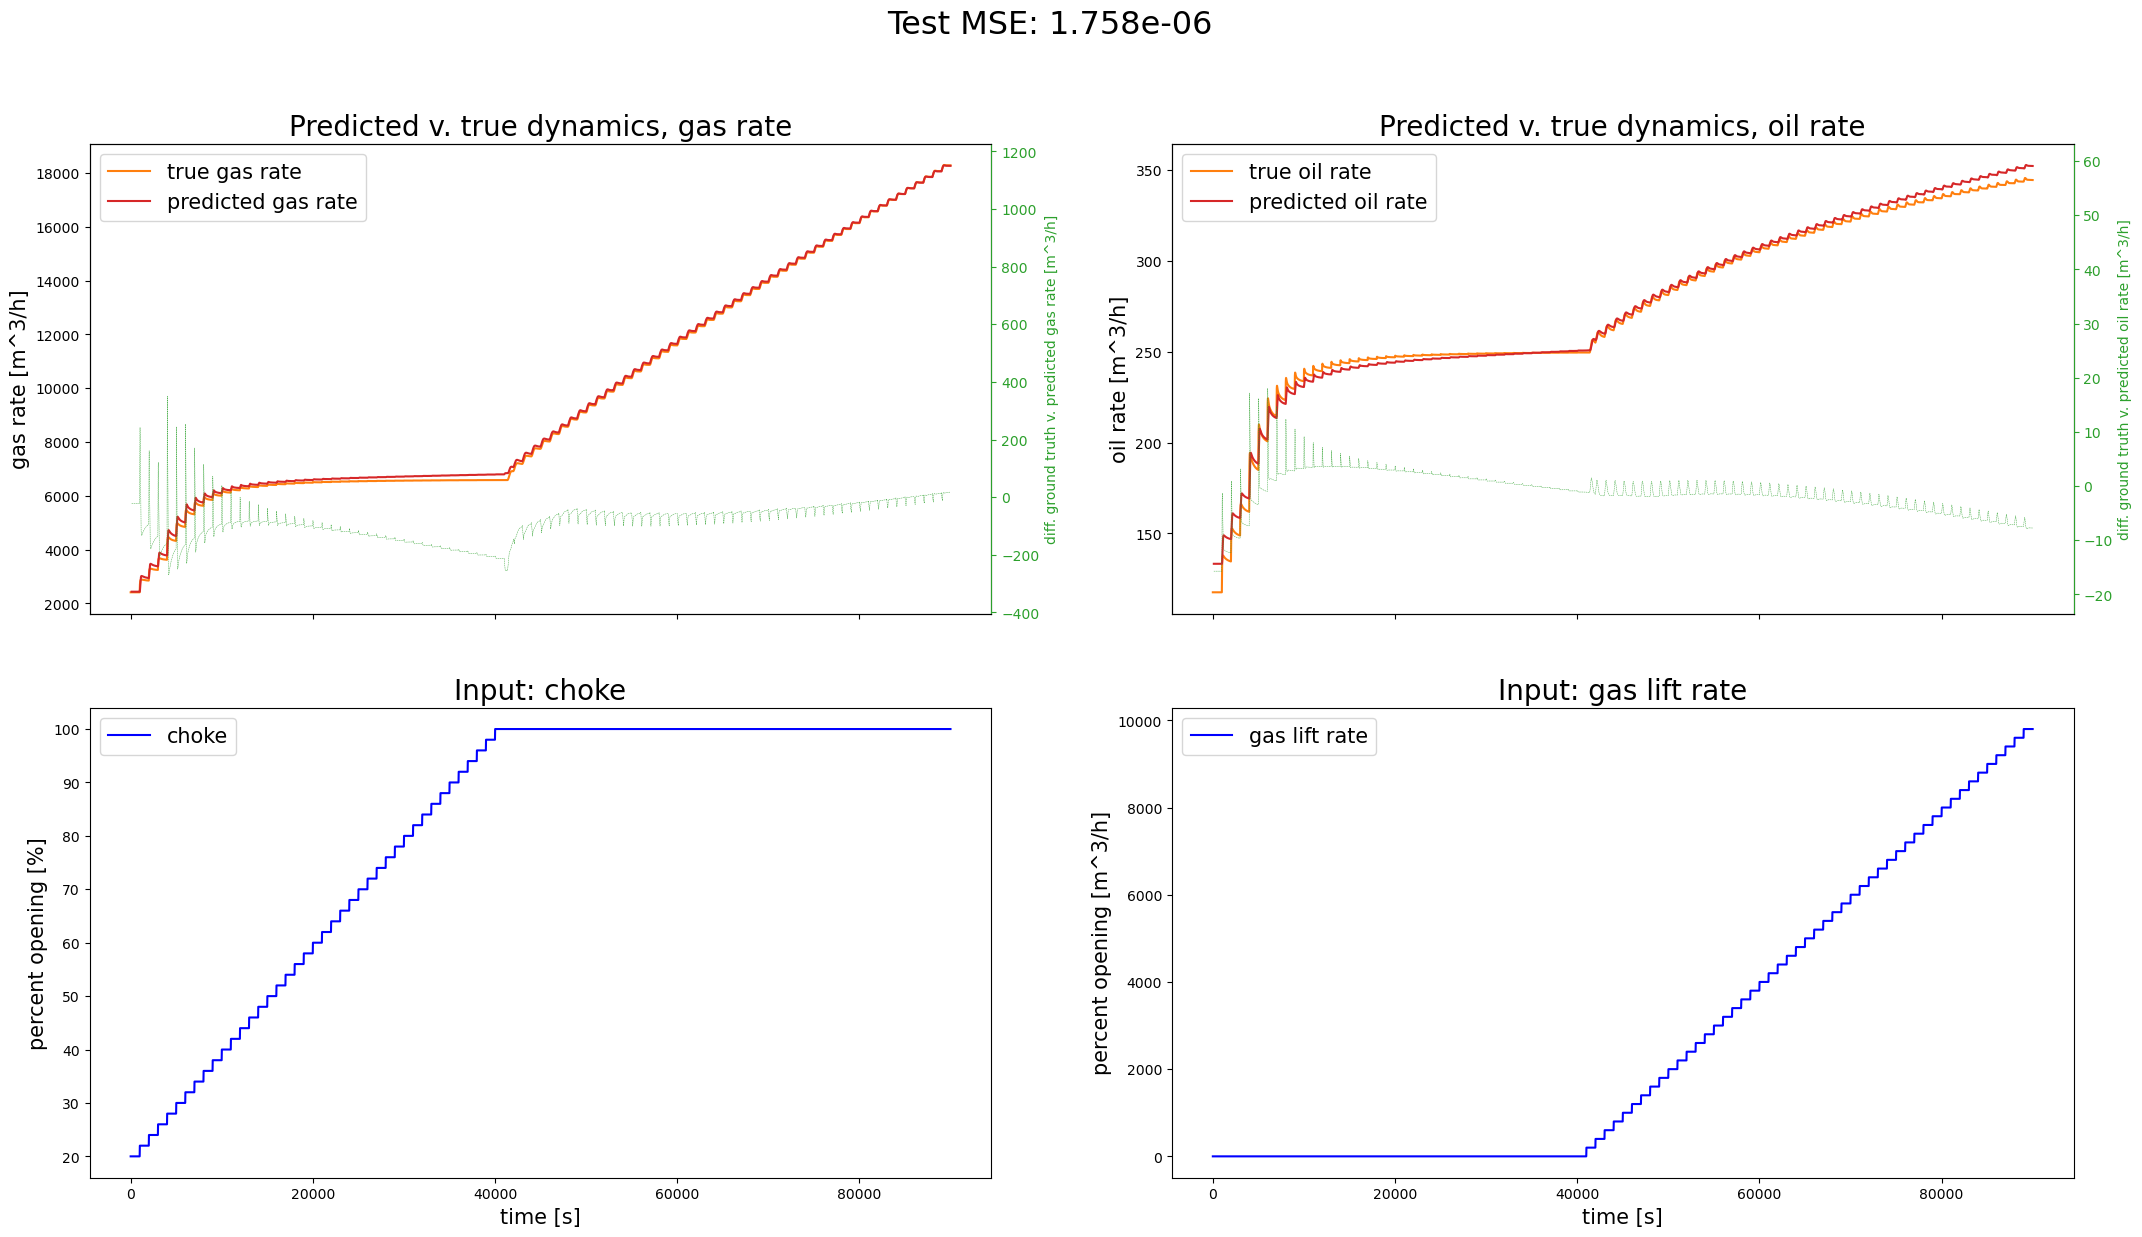 Test MSE: 1.758e-06
Predicted v. true dynamics, gas rate
true gas rate
predicted gas rate
gas rate [m^3/h]
18000
16000
14000
12000
10000
8000
6000
4000
2000
1200
1000
800
600
400
200
0
−200
−400
diff. ground truth v. predicted gas rate [m^3/h]
Predicted v. true dynamics, oil rate
true oil rate
predicted oil rate
oil rate [m^3/h]
350
300
250
200
150
60
50
40
30
20
10
0
−10
−20
diff. ground truth v. predicted oil rate [m^3/h]
Input: choke
choke
percent opening [%]
100
90
80
70
60
50
40
30
20
0 20000 40000 60000 80000
time [s]
Input: gas lift rate
gas lift rate
percent opening [m^3/h]
10000
8000
6000
4000
2000
0
0 20000 40000 60000 80000
time [s]